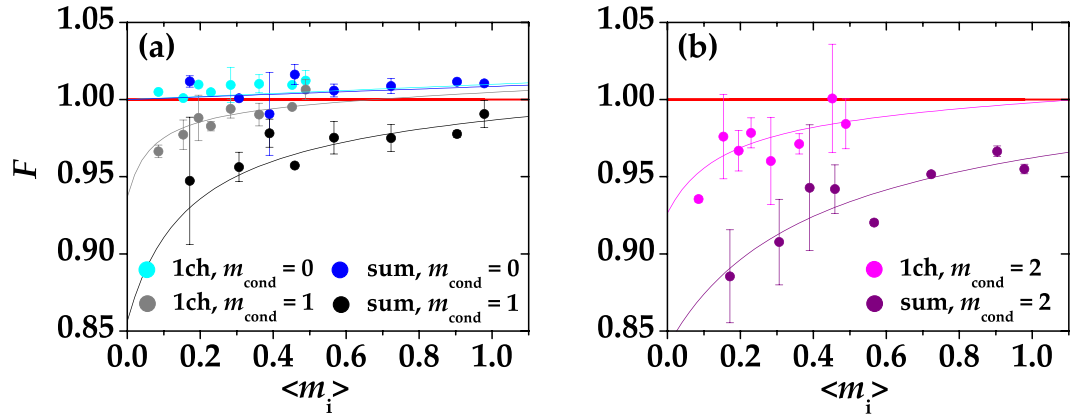 (a)
F
1.05
1.00
0.95
0.90
0.85
1ch, m_cond = 0
sum, m_cond = 0
1ch, m_cond = 1
sum, m_cond = 1
0.0 0.2 0.4 0.6 0.8 1.0
<m_i>
(b)
1.05
1.00
0.95
0.90
0.85
1ch, m_cond = 2
sum, m_cond = 2
0.0 0.2 0.4 0.6 0.8 1.0
<m_i>